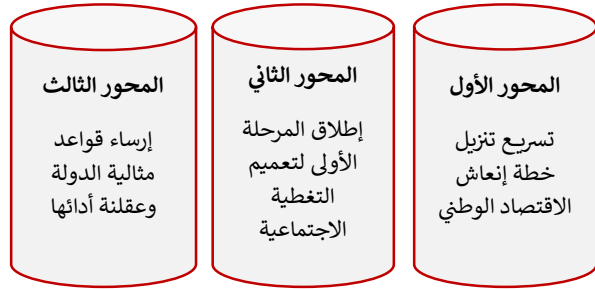 المحور الأول
تسريع تنزيل
خطة إنعاش
الاقتصاد الوطني
المحور الثاني
إطلاق المرحلة
الأولى لتعميم
التغطية
الاجتماعية
المحور الثالث
إرساء قواعد
مثالية الدولة
وعقلنة أدائها